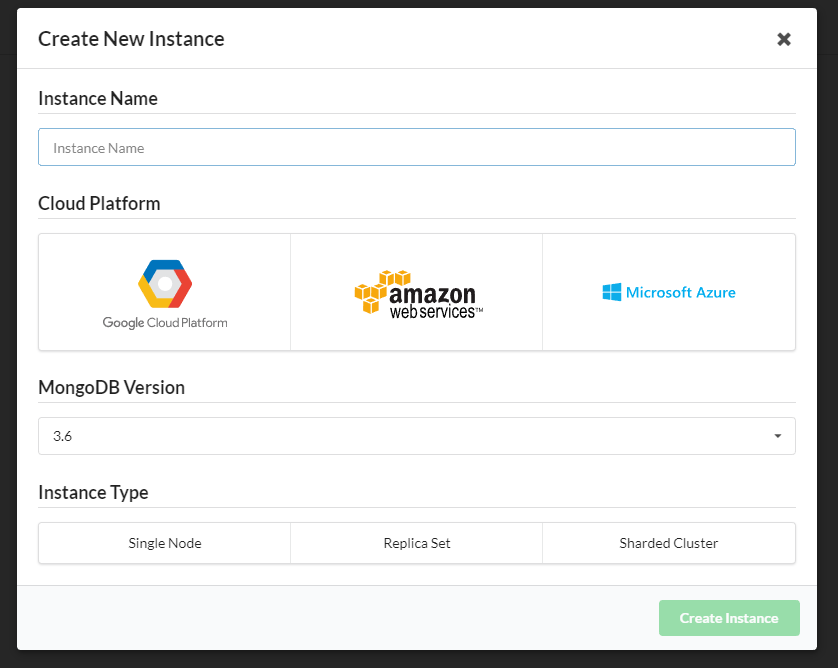 Create New Instance
Instance Name
Instance Name
Cloud Platform
Google Cloud Platform
amazon
web services™
Microsoft Azure
MongoDB Version
3.6
Instance Type
Single Node
Replica Set
Sharded Cluster
Create Instance